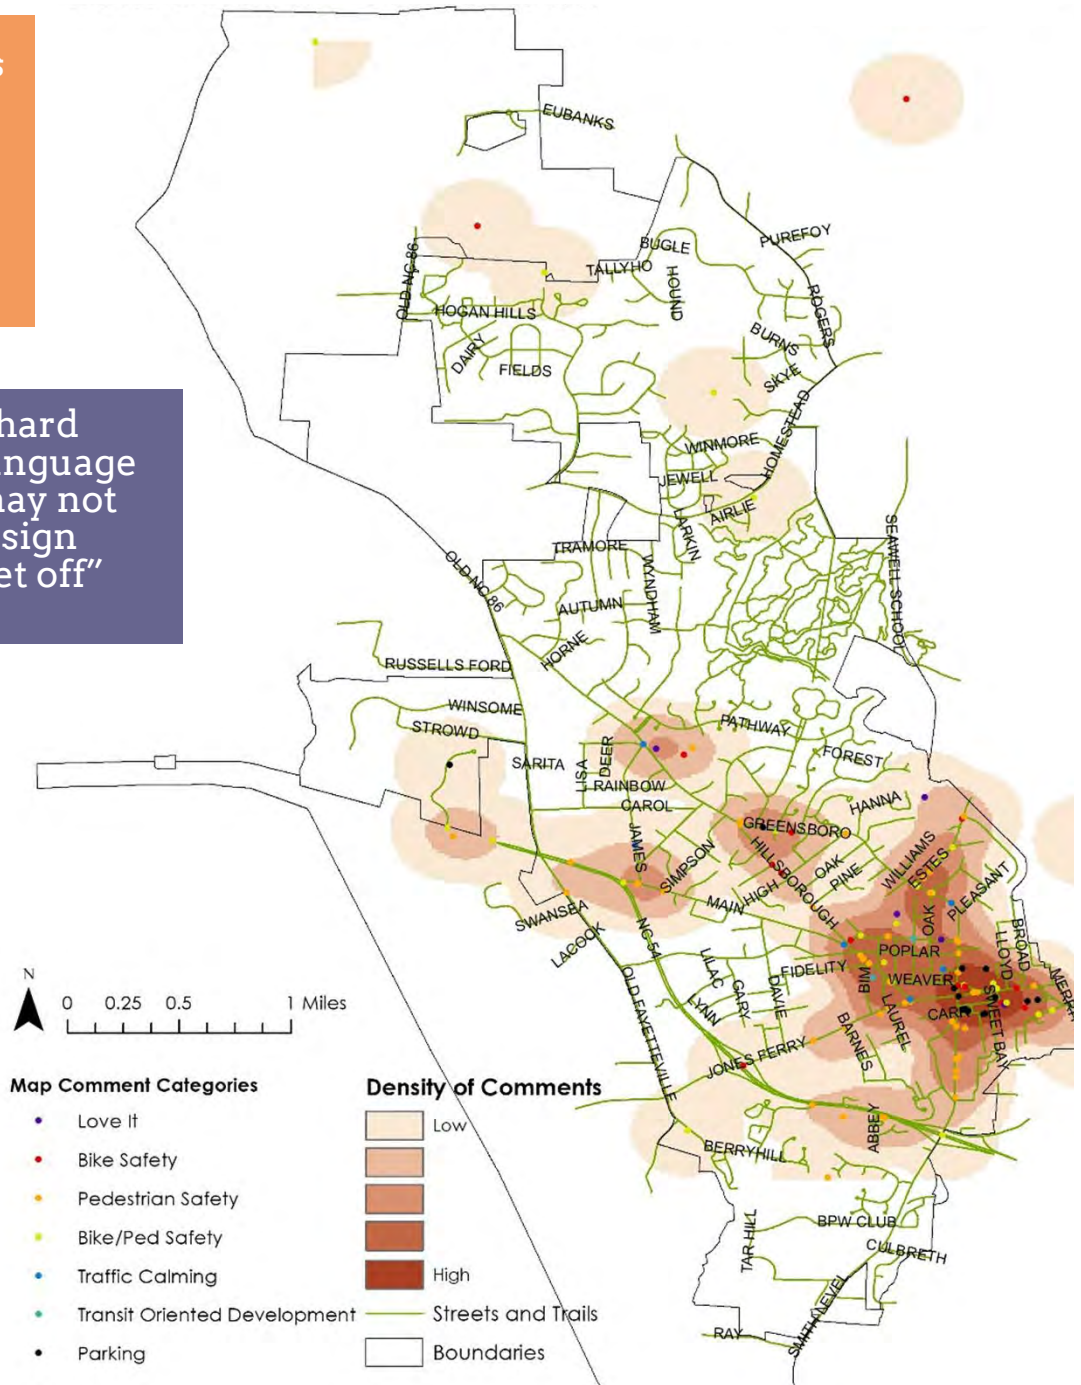 s
hard
nguage
may not
sign
et off”
EUBANKS
PUREFOY
BUGLE
TALLYHO
HOUND
OLD NC 86
ROGERS
HOGAN HILLS
BURNS
DAIRY
FIELDS
SKYE
HOMESTEAD
WINMORE
JEWELL
AIRLIE
LARKIN
SEAWELL SCHOOL
TRAMORE
OLD NC 86
WYNDHAM
AUTUMN
HORNE
RUSSELLS FORD
WINSOME
STROWD
PATHWAY
FOREST
SARITA
LISA
DEER
RAINBOW
CAROL
HANNA
GREENSBORO
JAMES
SIMPSON
HILLSBOROUGH
OAK
PINE
WILLIAMS
ESTES
PLEASANT
MAIN
HIGH
SWANSEA
LACOCK
NC 54
OAK
BROAD
LLOYD
POPLAR
FIDELITY
BIM
WEAVER
LILAC
GARY
DAVIE
LYNN
OLD FAYETTEVILLE
CARR
SWEET BAY
MERRI
LAUREL
BARNES
JONES FERRY
ABBEY
BERRYHILL
TAR HILL
BPW CLUB
CULBRETH
SMITH LEVEL
RAY
N
0 0.25 0.5 1 Miles
Map Comment Categories
Love It
Bike Safety
Pedestrian Safety
Bike/Ped Safety
Traffic Calming
Transit Oriented Development
Parking
Density of Comments
Low
High
Streets and Trails
Boundaries